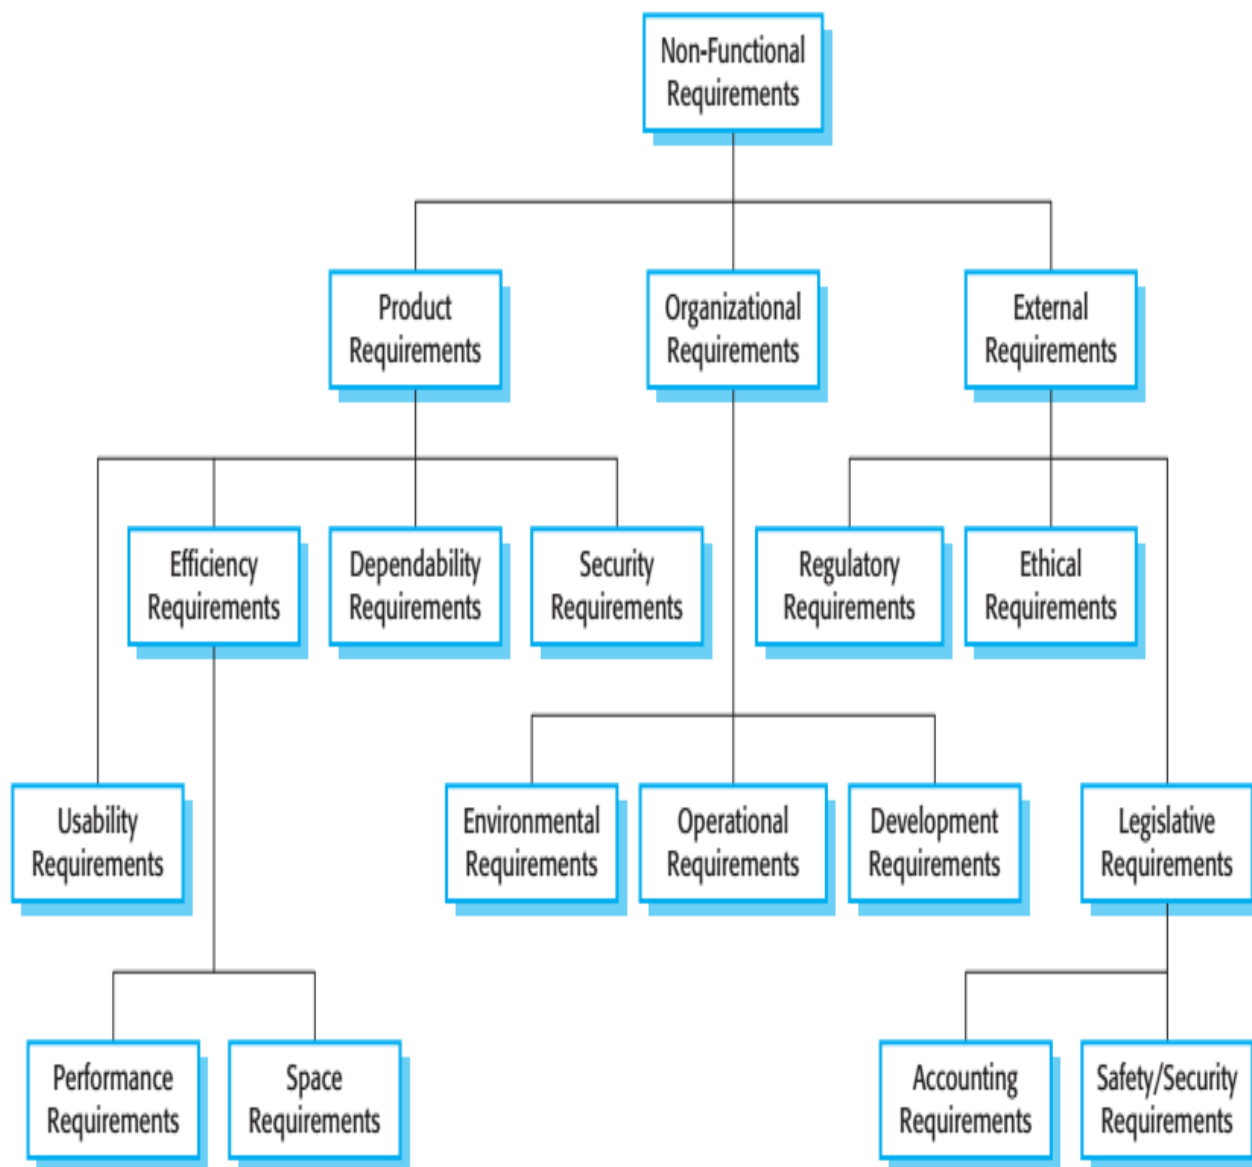 Non-Functional
Requirements
Product
Requirements
Organizational
Requirements
External
Requirements
Efficiency
Requirements
Dependability
Requirements
Security
Requirements
Regulatory
Requirements
Ethical
Requirements
Usability
Requirements
Environmental
Requirements
Operational
Requirements
Development
Requirements
Legislative
Requirements
Performance
Requirements
Space
Requirements
Accounting
Requirements
Safety/Security
Requirements